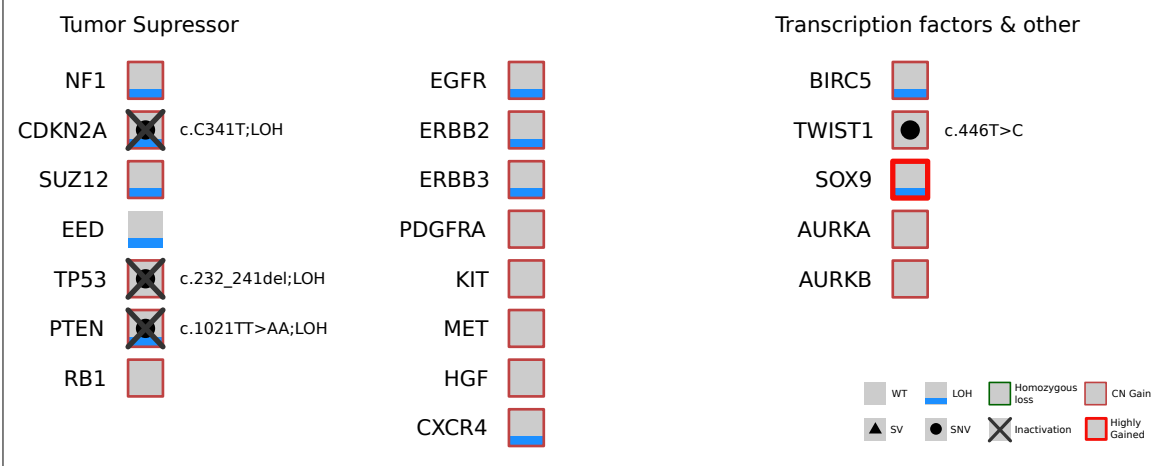 Tumor Supressor
Transcription factors & other
NF1
CDKN2A c.C341T;LOH
SUZ12
EED
TP53 c.232_241del;LOH
PTEN c.1021TT>AA;LOH
RB1
EGFR
ERBB2
ERBB3
PDGFRA
KIT
MET
HGF
CXCR4
BIRC5
TWIST1 c.446T>C
SOX9
AURKA
AURKB
WT
LOH
Homozygous
loss
CN Gain
SV
SNV
Inactivation
Highly
Gained